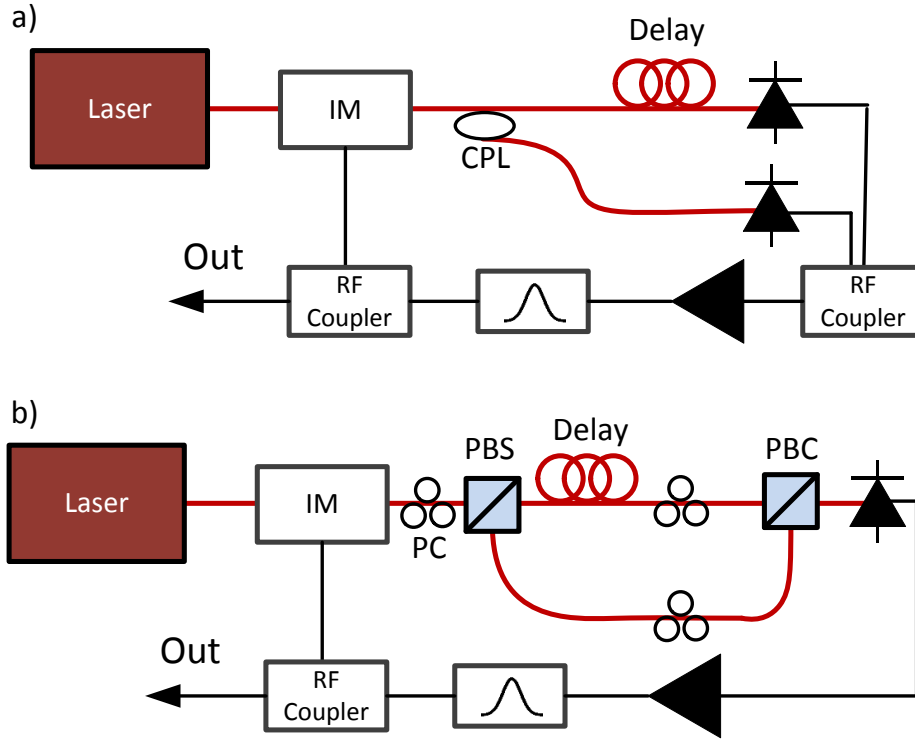 a)
Delay
Laser
IM
CPL
Out
RF
Coupler
RF
Coupler
b)
PBS
Delay
PBC
Laser
IM
PC
Out
RF
Coupler